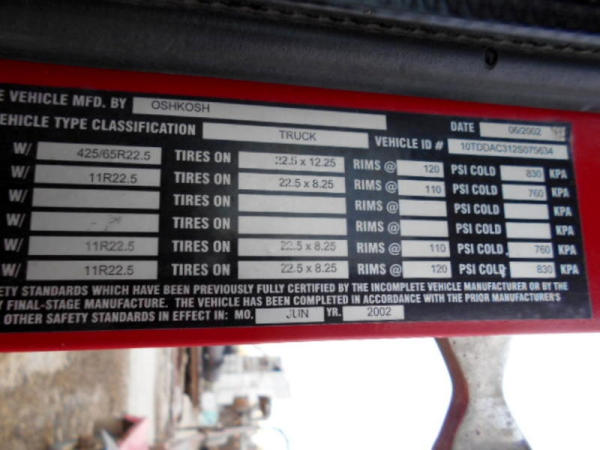 E VEHICLE MFD. BY OSHKOSH DATE 06/2002
VEHICLE TYPE CLASSIFICATION TRUCK VEHICLE ID # 10TDDAC312S075634
W/ 425/65R22.5 TIRES ON 22.5 x 12.25 RIMS @ 120 PSI COLD 830 KPA
W/ 11R22.5 TIRES ON 22.5 x 8.25 RIMS @ 110 PSI COLD 760 KPA
W/ TIRES ON RIMS @ PSI COLD KPA
W/ TIRES ON RIMS @ PSI COLD KPA
W/ 11R22.5 TIRES ON 22.5 x 8.25 RIMS @ 110 PSI COLD 760 KPA
W/ 11R22.5 TIRES ON 22.5 x 8.25 RIMS @ 120 PSI COLD 830 KPA
ETY STANDARDS WHICH HAVE BEEN PREVIOUSLY FULLY CERTIFIED BY THE INCOMPLETE VEHICLE MANUFACTURER OR BY THE
Y FINAL-STAGE MANUFACTURE. THE VEHICLE HAS BEEN COMPLETED IN ACCORDANCE WITH THE PRIOR MANUFACTURER'S
OTHER SAFETY STANDARDS IN EFFECT IN: MO. JUN YR. 2002